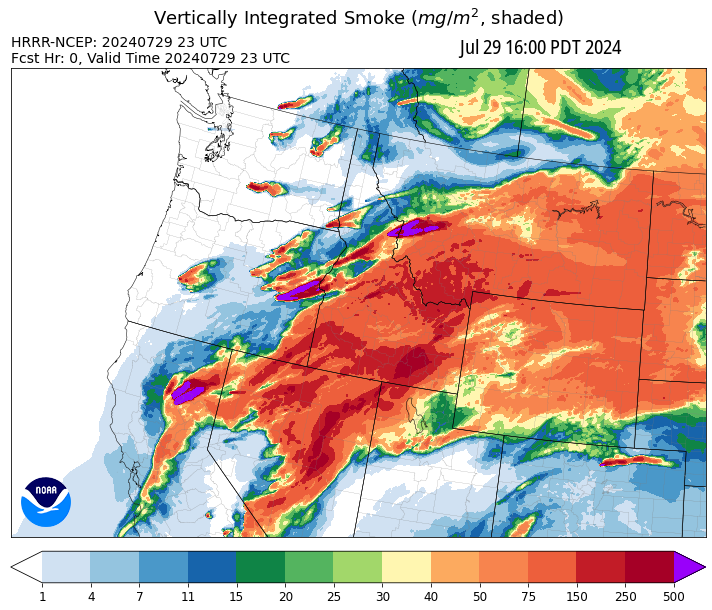 Vertically Integrated Smoke (mg/m², shaded)
HRRR-NCEP: 20240729 23 UTC
Fcst Hr: 0, Valid Time 20240729 23 UTC
Jul 29 16:00 PDT 2024
NOAA
1 4 7 11 15 20 25 30 40 50 75 150 250 500